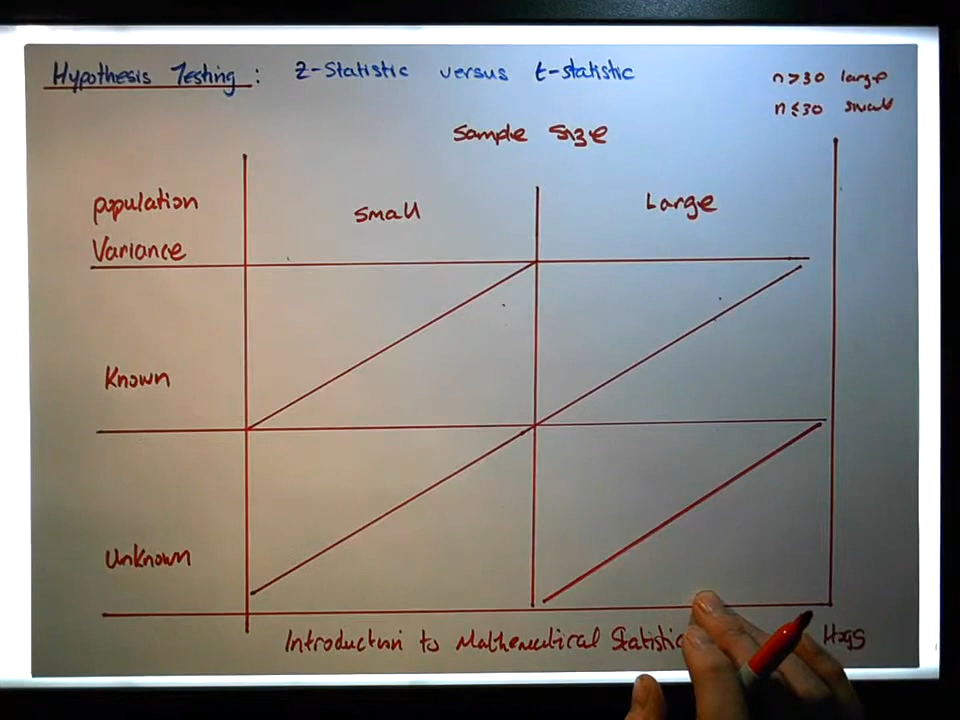 Hypothesis Testing : Z-Statistic versus t-statistic
n>30 large
n≤30 small
Sample Size
population
Variance
Small
Large
Known
Unknown
Introduction to Mathematical Statistic